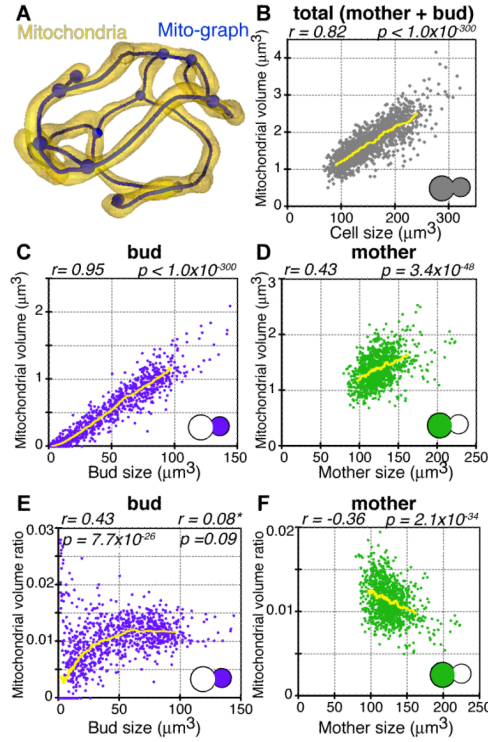 A
Mitochondria Mito-graph
B total (mother + bud)
r = 0.82 p < 1.0x10-300
Mitochondrial volume (μm3)
4
3
2
1
0
0 100 200 300
Cell size (μm3)
C bud
r= 0.95 p < 1.0x10-300
Mitochondrial volume (μm3)
2
1
0
0 50 100 150
Bud size (μm3)
D mother
r = 0.43 p = 3.4x10-48
Mitochondrial volume (μm3)
3
2
1
0
0 50 100 150 200 250
Mother size (μm3)
E bud
r= 0.43 r = 0.08*
p = 7.7x10-26 p =0.09
Mitochondrial volume ratio
0.03
0.02
0.01
0
0 50 100 150
Bud size (μm3)
F mother
r = -0.36 p = 2.1x10-34
Mitochondrial volume ratio
0.02
0.01
0
0 50 100 150 200 250
Mother size (μm3)